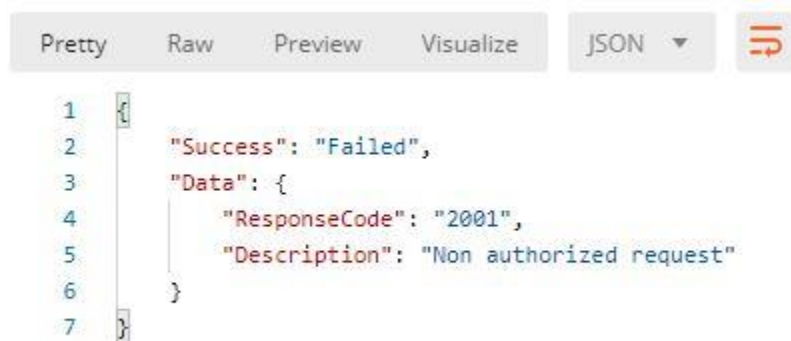 Pretty Raw Preview Visualize JSON
1 {
2 "Success": "Failed",
3 "Data": {
4 "ResponseCode": "2001",
5 "Description": "Non authorized request"
6 }
7 }